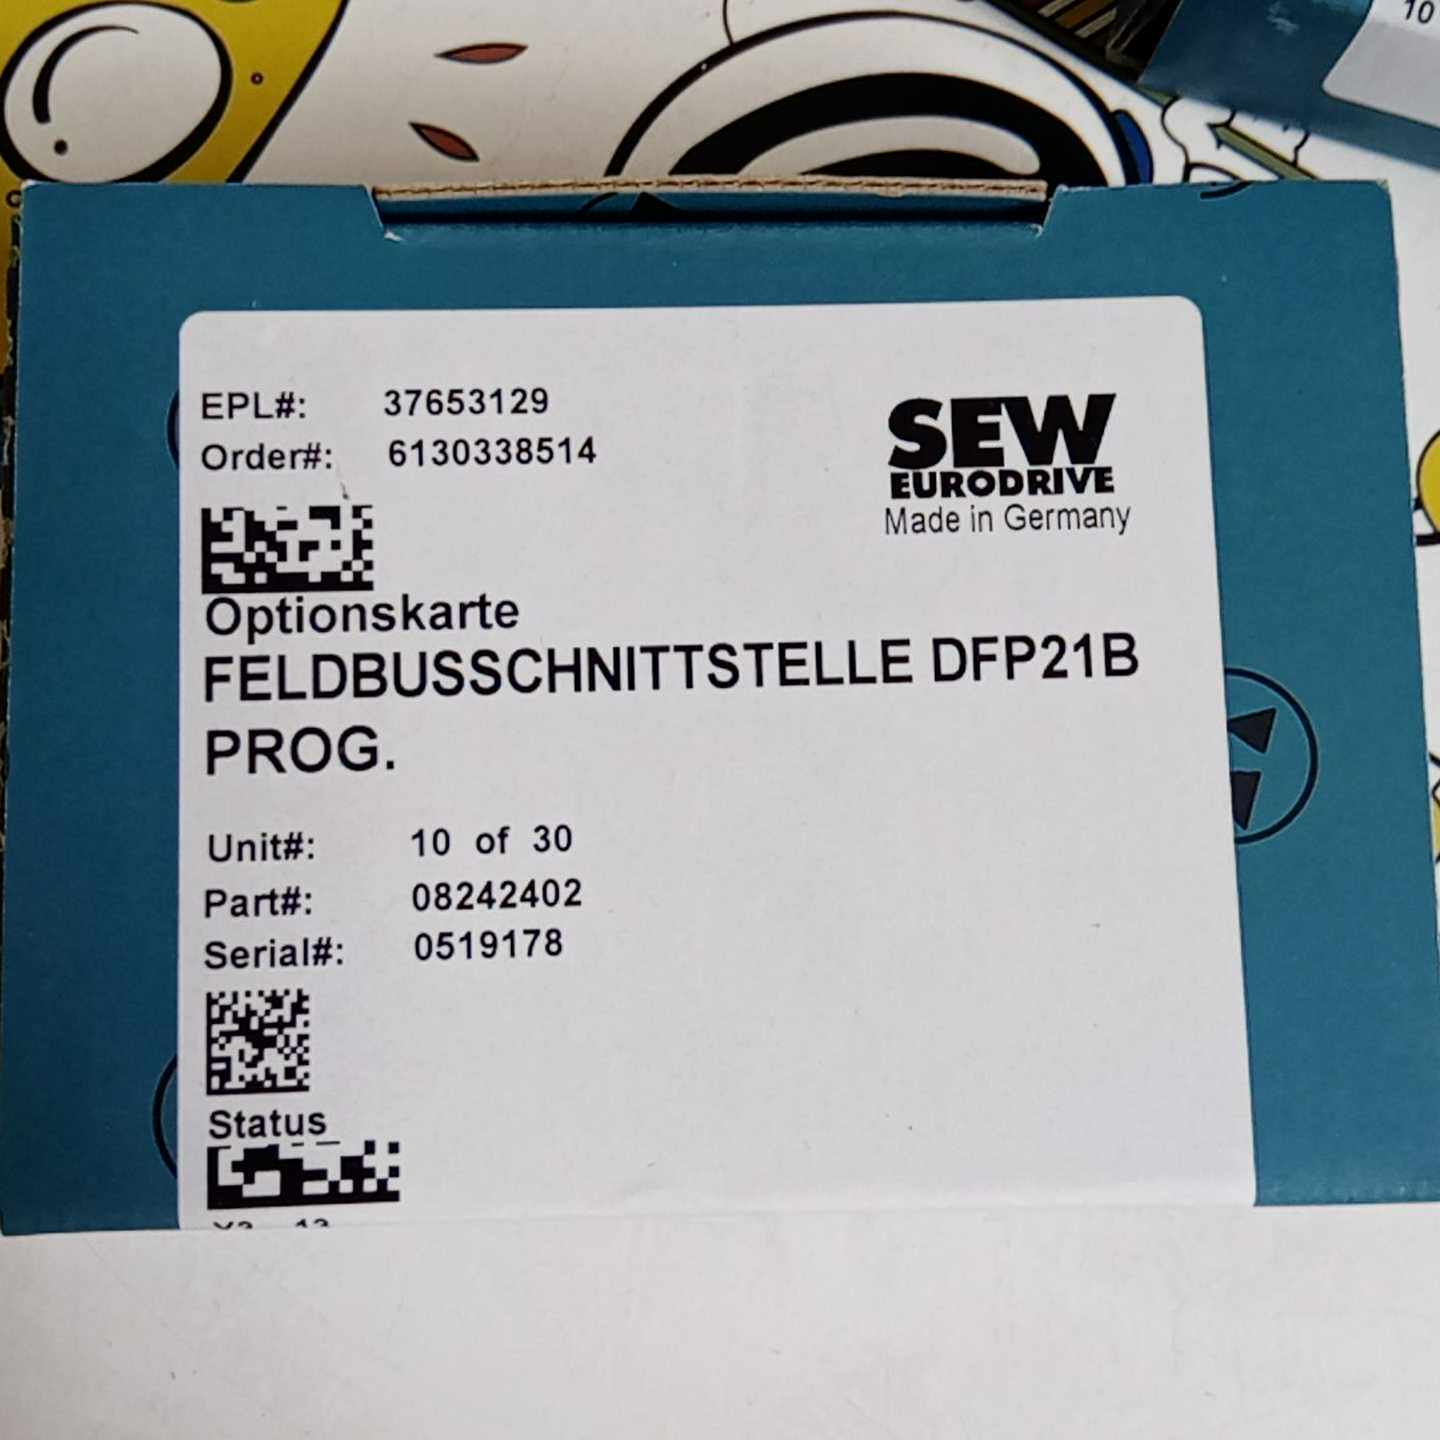 10
EPL#: 37653129
Order#: 6130338514
SEW
EURODRIVE
Made in Germany
Optionskarte
FELDBUSSCHNITTSTELLE DFP21B
PROG.
Unit#: 10 of 30
Part#: 08242402
Serial#: 0519178
Status